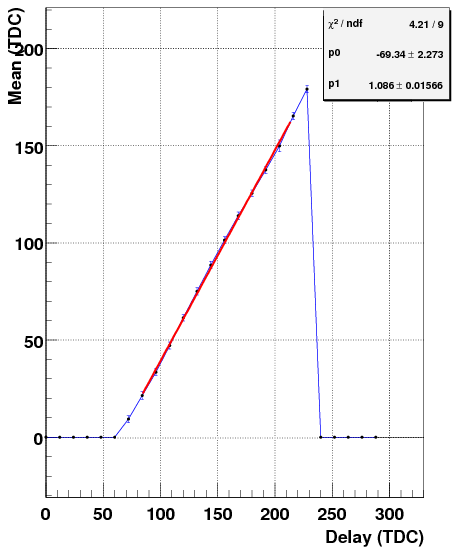 Mean (TDC)
χ² / ndf 4.21 / 9
p0 -69.34 ± 2.273
p1 1.086 ± 0.01566
200
150
100
50
0
0 50 100 150 200 250 300
Delay (TDC)